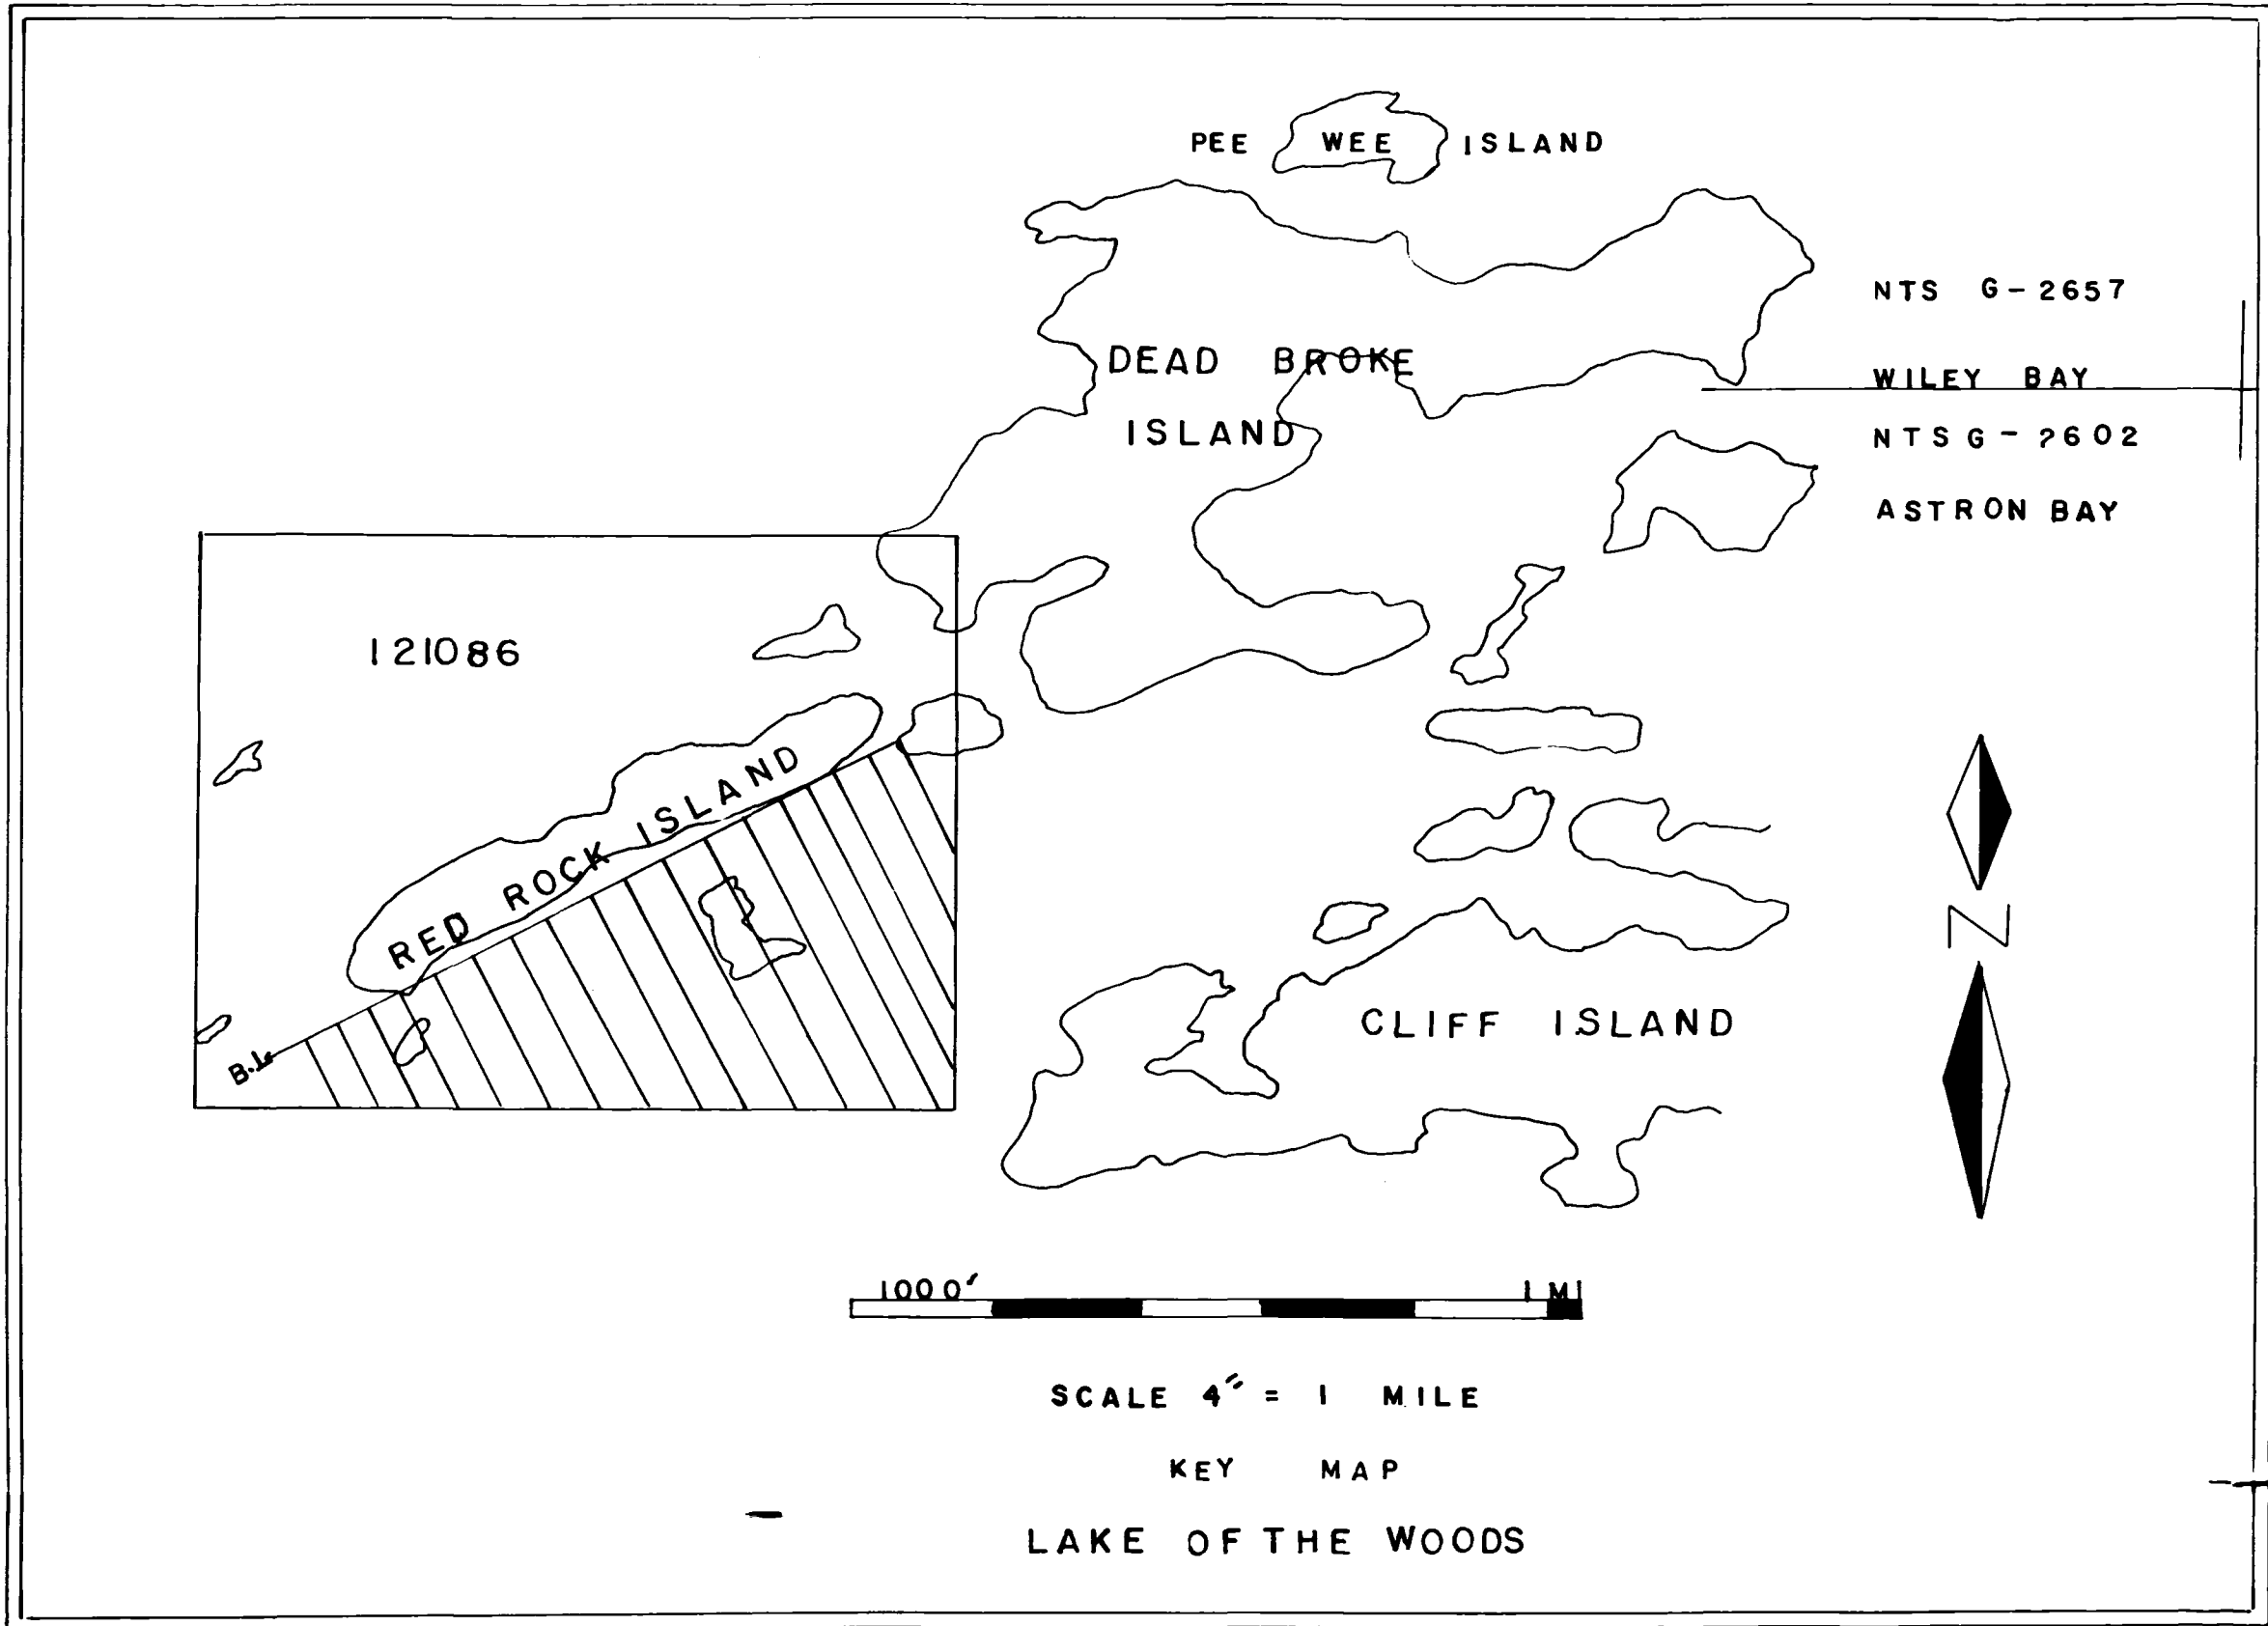 PEE WEE ISLAND
NTS G-2657
DEAD BROKE
ISLAND
WILEY BAY
NTS G-2602
ASTRON BAY
121086
RED ROCK ISLAND
B.L.
N
CLIFF ISLAND
1000' 1 MI
SCALE 4" = 1 MILE
KEY MAP
LAKE OF THE WOODS